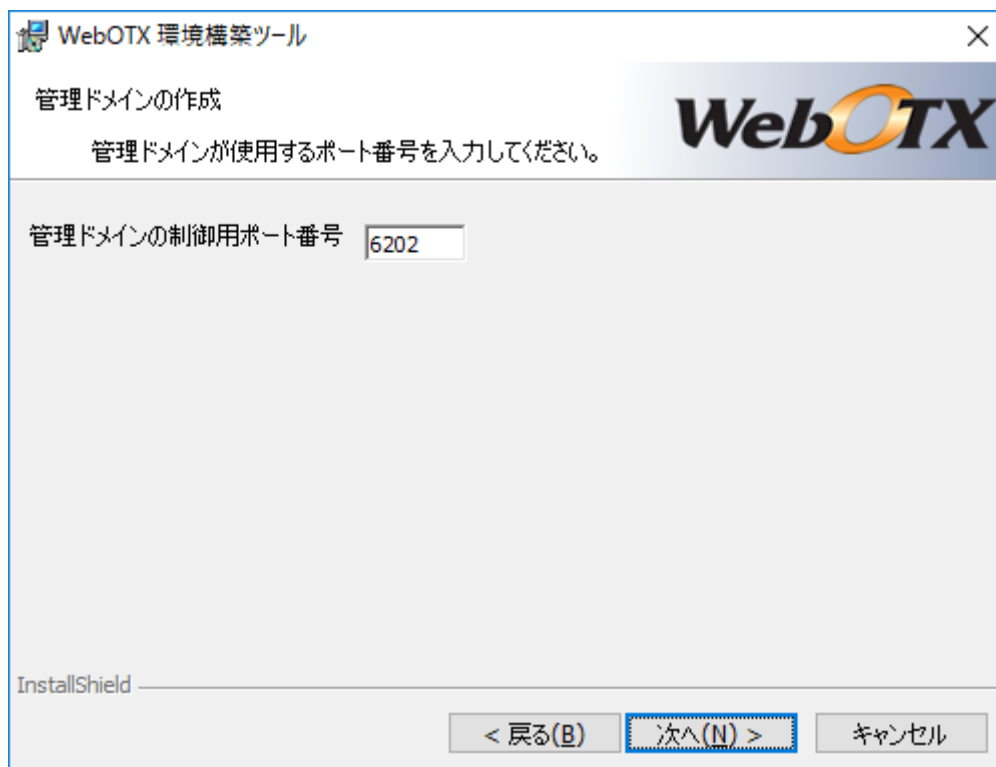 WebOTX 環境構築ツール
管理ドメインの作成
管理ドメインが使用するポート番号を入力してください。
WebOTX
管理ドメインの制御用ポート番号 6202
InstallShield
< 戻る(B) 次へ(N) > キャンセル